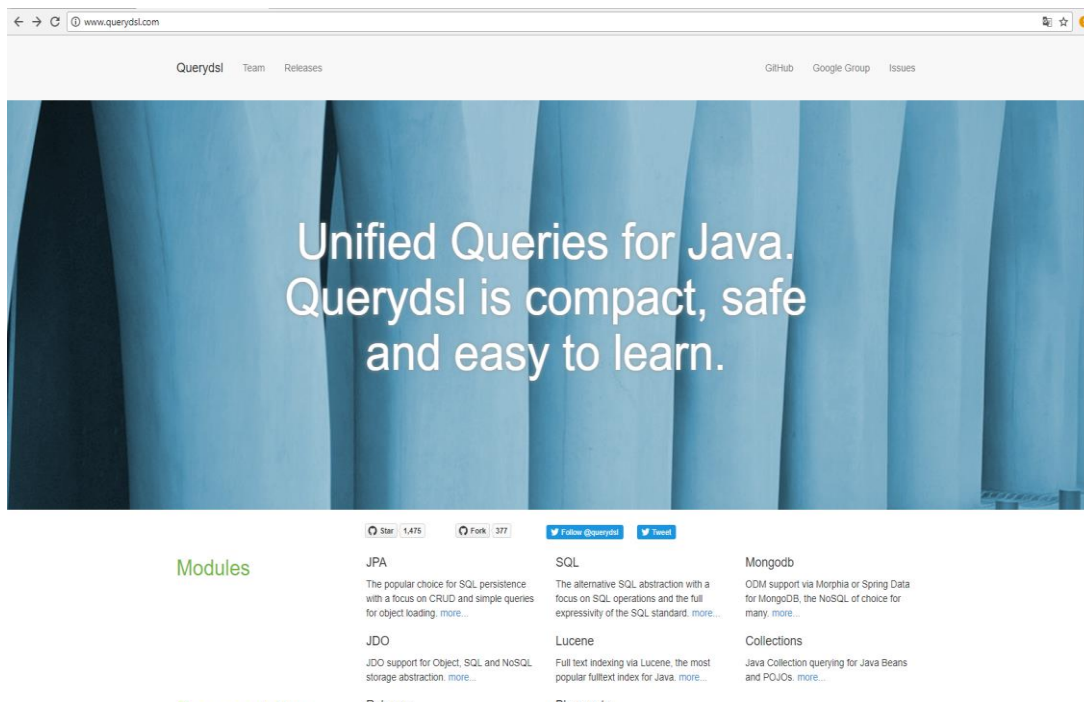 www.querydsl.com
Querydsl Team Releases GitHub Google Group Issues
Unified Queries for Java.
Querydsl is compact, safe
and easy to learn.
Star 1,475 Fork 377 Follow @querydsl Tweet
Modules
JPA
The popular choice for SQL persistence
with a focus on CRUD and simple queries
for object loading. more...
SQL
The alternative SQL abstraction with a
focus on SQL operations and the full
expressivity of the SQL standard. more...
Mongodb
ODM support via Morphia or Spring Data
for MongoDB, the NoSQL of choice for
many. more...
JDO
JDO support for Object, SQL and NoSQL
storage abstraction. more...
Lucene
Full text indexing via Lucene, the most
popular fulltext index for Java. more...
Collections
Java Collection querying for Java Beans
and POJOs. more...